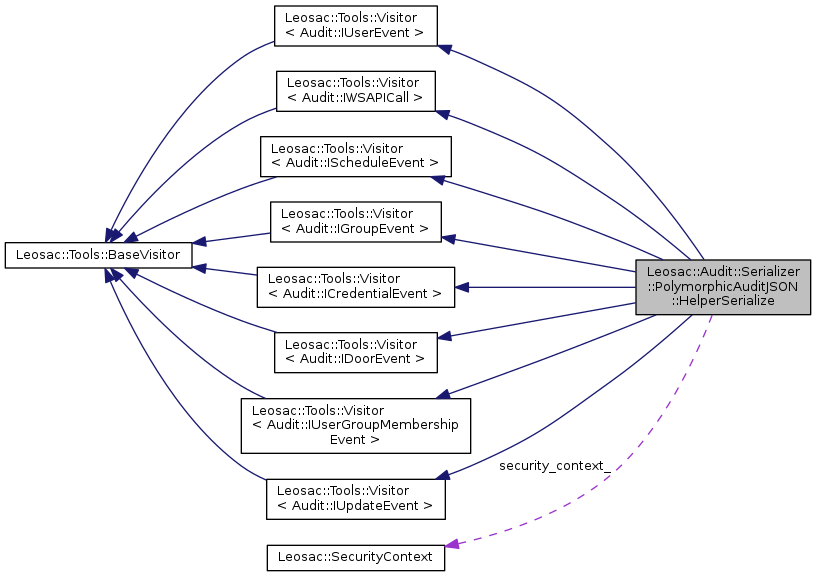 Leosac::Tools::Visitor
< Audit::IUserEvent >
Leosac::Tools::Visitor
< Audit::IWSAPICall >
Leosac::Tools::Visitor
< Audit::IScheduleEvent >
Leosac::Tools::Visitor
< Audit::IGroupEvent >
Leosac::Tools::BaseVisitor
Leosac::Tools::Visitor
< Audit::ICredentialEvent >
Leosac::Audit::Serializer
::PolymorphicAuditJSON
::HelperSerialize
Leosac::Tools::Visitor
< Audit::IDoorEvent >
Leosac::Tools::Visitor
< Audit::IUserGroupMembership
Event >
security_context_
Leosac::Tools::Visitor
< Audit::IUpdateEvent >
Leosac::SecurityContext